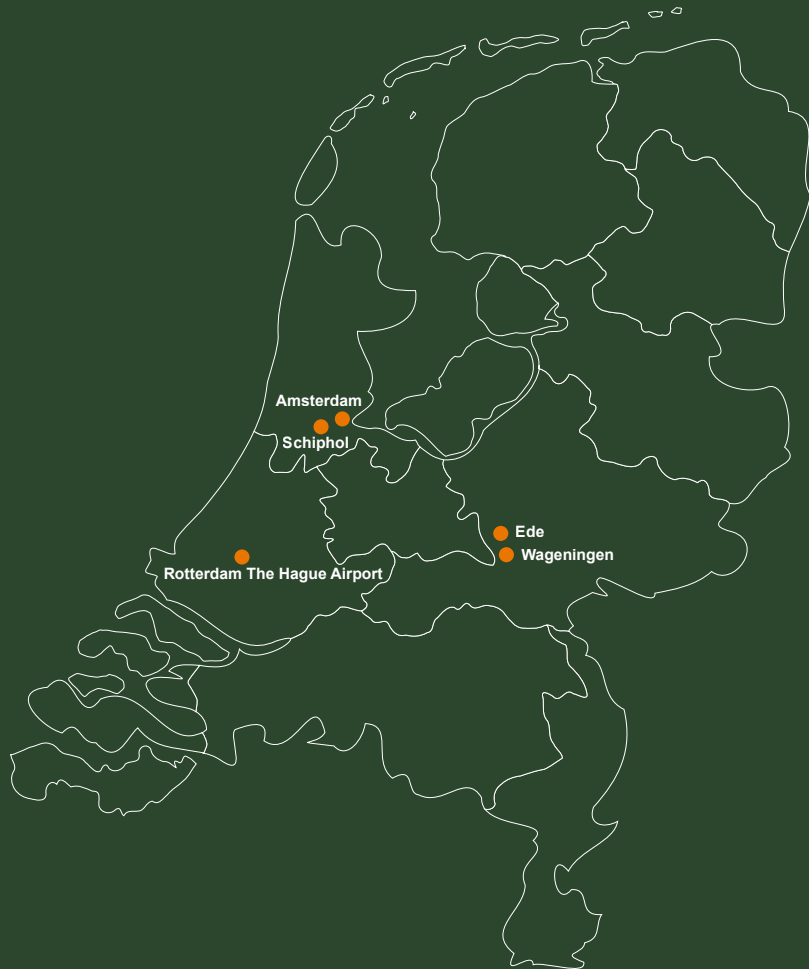 Amsterdam
Schiphol
Ede
Wageningen
Rotterdam The Hague Airport